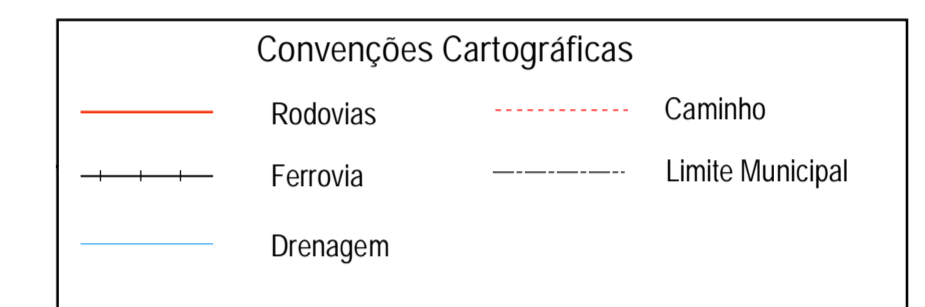 Convenções Cartográficas
Rodovias
Caminho
Ferrovia
Limite Municipal
Drenagem